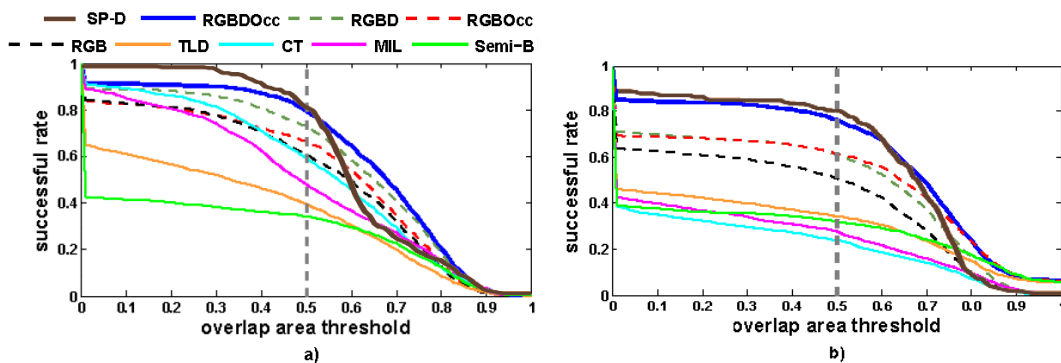 SP-D RGBDOcc RGBD RGBOcc
RGB TLD CT MIL Semi-B
successful rate
1
0.8
0.6
0.4
0.2
0
0 0.1 0.2 0.3 0.4 0.5 0.6 0.7 0.8 0.9 1
overlap area threshold
a)
successful rate
1
0.8
0.6
0.4
0.2
0
0 0.1 0.2 0.3 0.4 0.5 0.6 0.7 0.8 0.9 1
overlap area threshold
b)